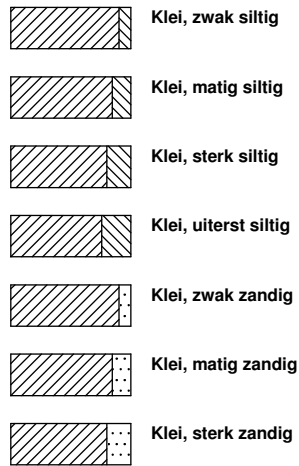 Klei, zwak siltig
Klei, matig siltig
Klei, sterk siltig
Klei, uiterst siltig
Klei, zwak zandig
Klei, matig zandig
Klei, sterk zandig